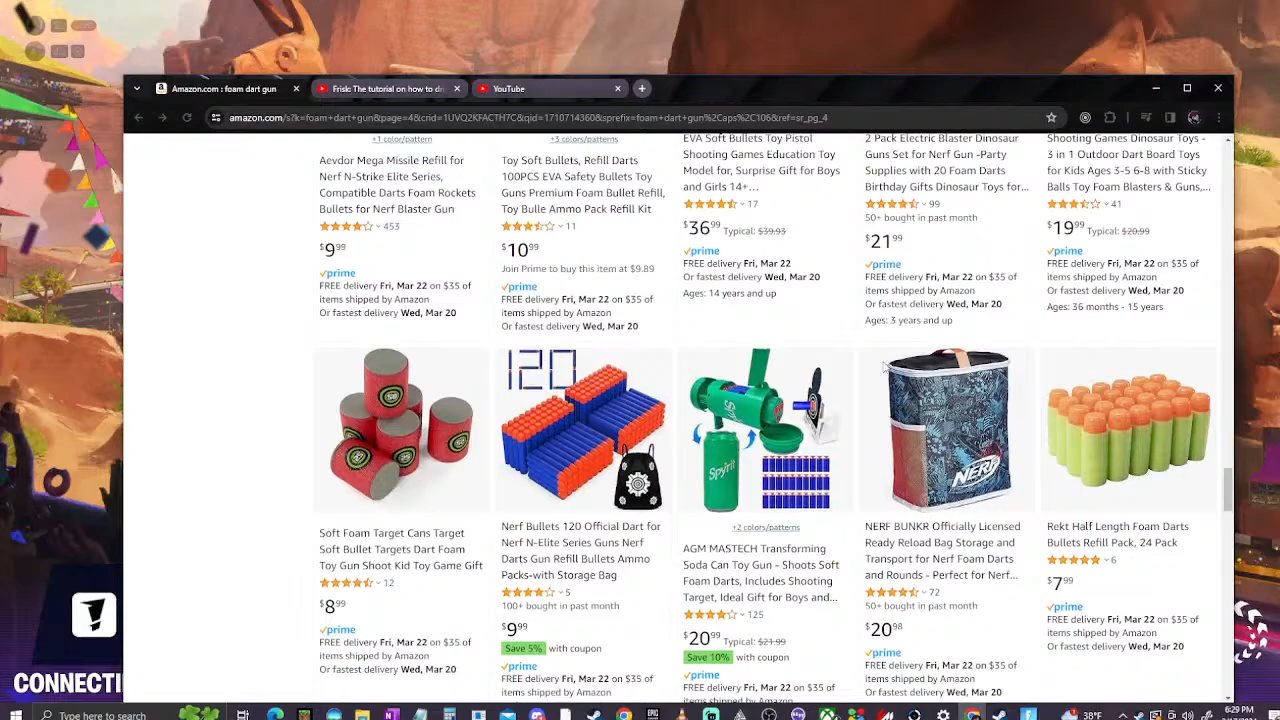 Amazon.com : foam dart gun
Frisk: The tutorial on how to dr
YouTube
amazon.com/s?k=foam+dart+gun&page=4&crid=1UVQ2KFACTH7C&qid=1710714360&sprefix=foam+dart+gun%2Caps%2C106&ref=sr_pg_4
+1 color/pattern
Aevdor Mega Missile Refill for
Nerf N-Strike Elite Series,
Compatible Darts Foam Rockets
Bullets for Nerf Blaster Gun
453
$9.99
prime
FREE delivery Fri, Mar 22 on $35 of
items shipped by Amazon
Or fastest delivery Wed, Mar 20
+3 colors/patterns
Toy Soft Bullets, Refill Darts
100PCS EVA Safety Bullets Toy
Guns Premium Foam Bullet Refill,
Toy Bulle Ammo Pack Refill Kit
11
$10.99
Join Prime to buy this item at $9.89
prime
FREE delivery Fri, Mar 22 on $35 of
items shipped by Amazon
Or fastest delivery Wed, Mar 20
EVA Soft Bullets Toy Pistol
Shooting Games Education Toy
Model for, Surprise Gift for Boys
and Girls 14+...
17
$36.99 Typical: $39.93
prime
FREE delivery Fri, Mar 22
Or fastest delivery Wed, Mar 20
Ages: 14 years and up
2 Pack Electric Blaster Dinosaur
Guns Set for Nerf Gun -Party
Supplies with 20 Foam Darts
Birthday Gifts Dinosaur Toys for...
99
50+ bought in past month
$21.99
prime
FREE delivery Fri, Mar 22 on $35 of
items shipped by Amazon
Or fastest delivery Wed, Mar 20
Ages: 3 years and up
Shooting Games Dinosaur Toys -
3 in 1 Outdoor Dart Board Toys
for Kids Ages 3-5 6-8 with Sticky
Balls Toy Foam Blasters & Guns,...
41
$19.99 Typical: $20.99
prime
FREE delivery Fri, Mar 22 on $35 of
items shipped by Amazon
Or fastest delivery Wed, Mar 20
Ages: 36 months - 15 years
50
25
Soft Foam Target Cans Target
Soft Bullet Targets Dart Foam
Toy Gun Shoot Kid Toy Game Gift
12
$8.99
prime
FREE delivery Fri, Mar 22 on $35 of
items shipped by Amazon
Or fastest delivery Wed, Mar 20
120
Nerf Bullets 120 Official Dart for
Nerf N-Elite Series Guns Nerf
Darts Gun Refill Bullets Ammo
Packs-with Storage Bag
5
100+ bought in past month
$9.99
Save 5% with coupon
prime
FREE delivery Fri, Mar 22 on $35 of
items shipped by Amazon
Spyrit
+2 colors/patterns
AGM MASTECH Transforming
Soda Can Toy Gun - Shoots Soft
Foam Darts, Includes Shooting
Target, Ideal Gift for Boys and...
125
$20.99 Typical: $21.99
Save 10% with coupon
prime
FREE delivery Fri, Mar 22 on $35 of
items shipped by Amazon
NERF
NERF BUNKR Officially Licensed
Ready Reload Bag Storage and
Transport for Nerf Foam Darts
and Rounds - Perfect for Nerf...
72
50+ bought in past month
$20.98
prime
FREE delivery Fri, Mar 22 on $35 of
items shipped by Amazon
Or fastest delivery Wed, Mar 20
Rekt Half Length Foam Darts
Bullets Refill Pack, 24 Pack
6
$7.99
prime
FREE delivery Fri, Mar 22 on $35 of
items shipped by Amazon
Or fastest delivery Wed, Mar 20
CONNECTI
Type here to search
38°F
6:29 PM